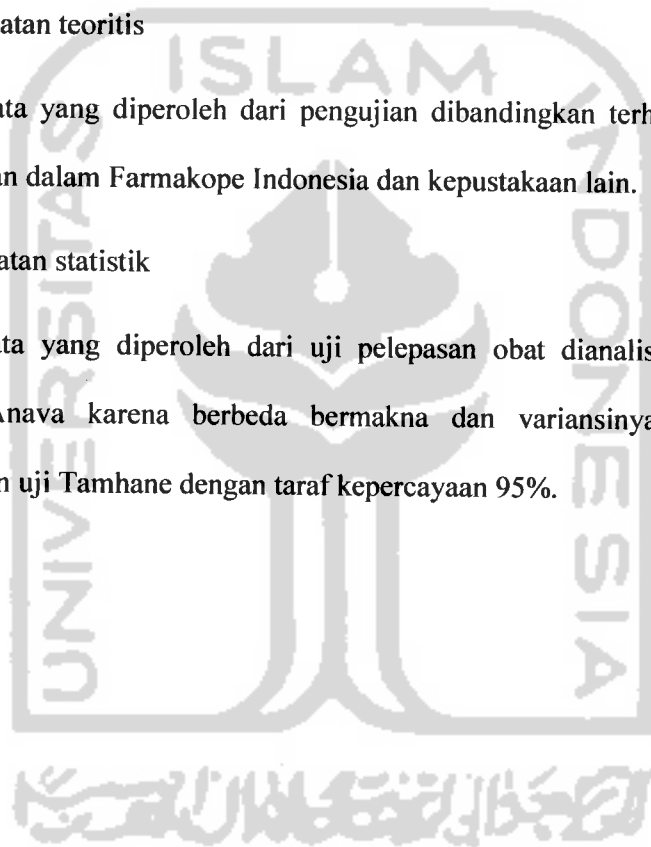 atan teoritis
ISLAM
ata yang diperoleh dari pengujian dibandingkan terh
an dalam Farmakope Indonesia dan kepustakaan lain.
atan statistik
ata yang diperoleh dari uji pelepasan obat dianalis
Anava karena berbeda bermakna dan variansinya
n uji Tamhane dengan taraf kepercayaan 95%.
UNIVERSITAS
INDONESIA